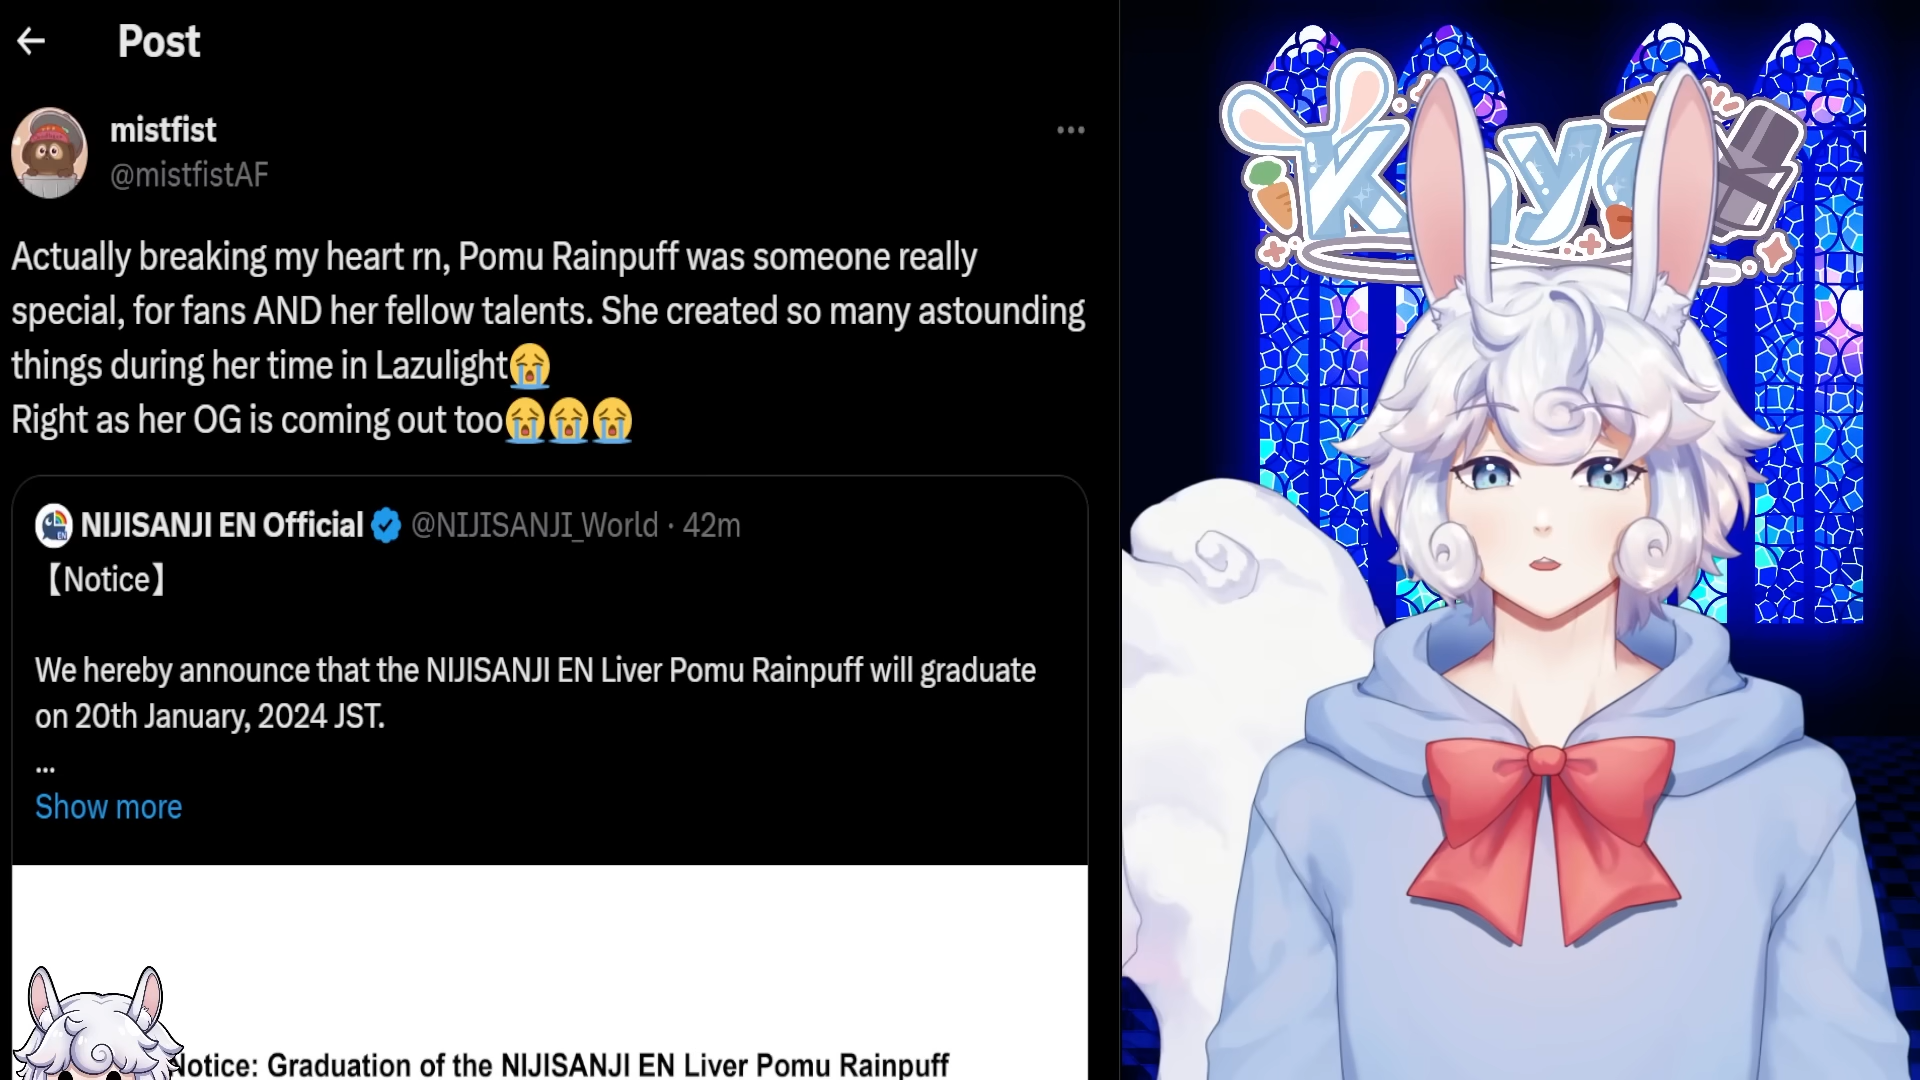 Post
mistfist
@mistfistAF
Actually breaking my heart rn, Pomu Rainpuff was someone really
special, for fans AND her fellow talents. She created so many astounding
things during her time in Lazulight😭
Right as her OG is coming out too😭😭😭
NIJISANJI EN Official @NIJISANJI_World · 42m
【Notice】
We hereby announce that the NIJISANJI EN Liver Pomu Rainpuff will graduate
on 20th January, 2024 JST.
...
Show more
Notice: Graduation of the NIJISANJI EN Liver Pomu Rainpuff